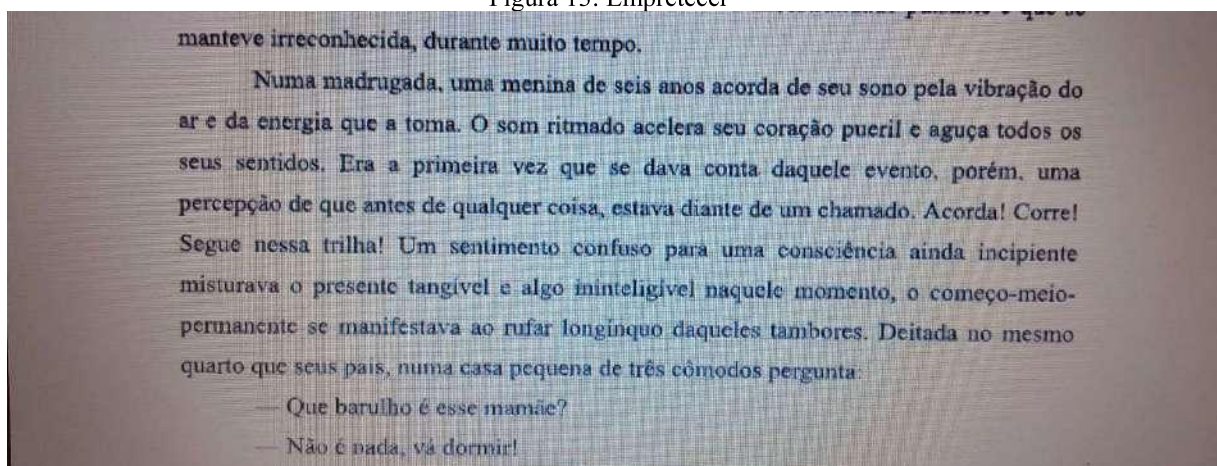 Figura 13: Empretecer
manteve irreconhecida, durante muito tempo.
Numa madrugada, uma menina de seis anos acorda de seu sono pela vibração do
ar e da energia que a toma. O som ritmado acelera seu coração pueril e aguça todos os
seus sentidos. Era a primeira vez que se dava conta daquele evento, porém, uma
percepção de que antes de qualquer coisa, estava diante de um chamado. Acorda! Corre!
Segue nessa trilha! Um sentimento confuso para uma consciência ainda incipiente
misturava o presente tangível e algo ininteligível naquele momento, o começo-meio-
permanente se manifestava ao rufar longínquo daqueles tambores. Deitada no mesmo
quarto que seus pais, numa casa pequena de três cômodos pergunta:
— Que barulho é esse mamãe?
— Não é nada, vá dormir!